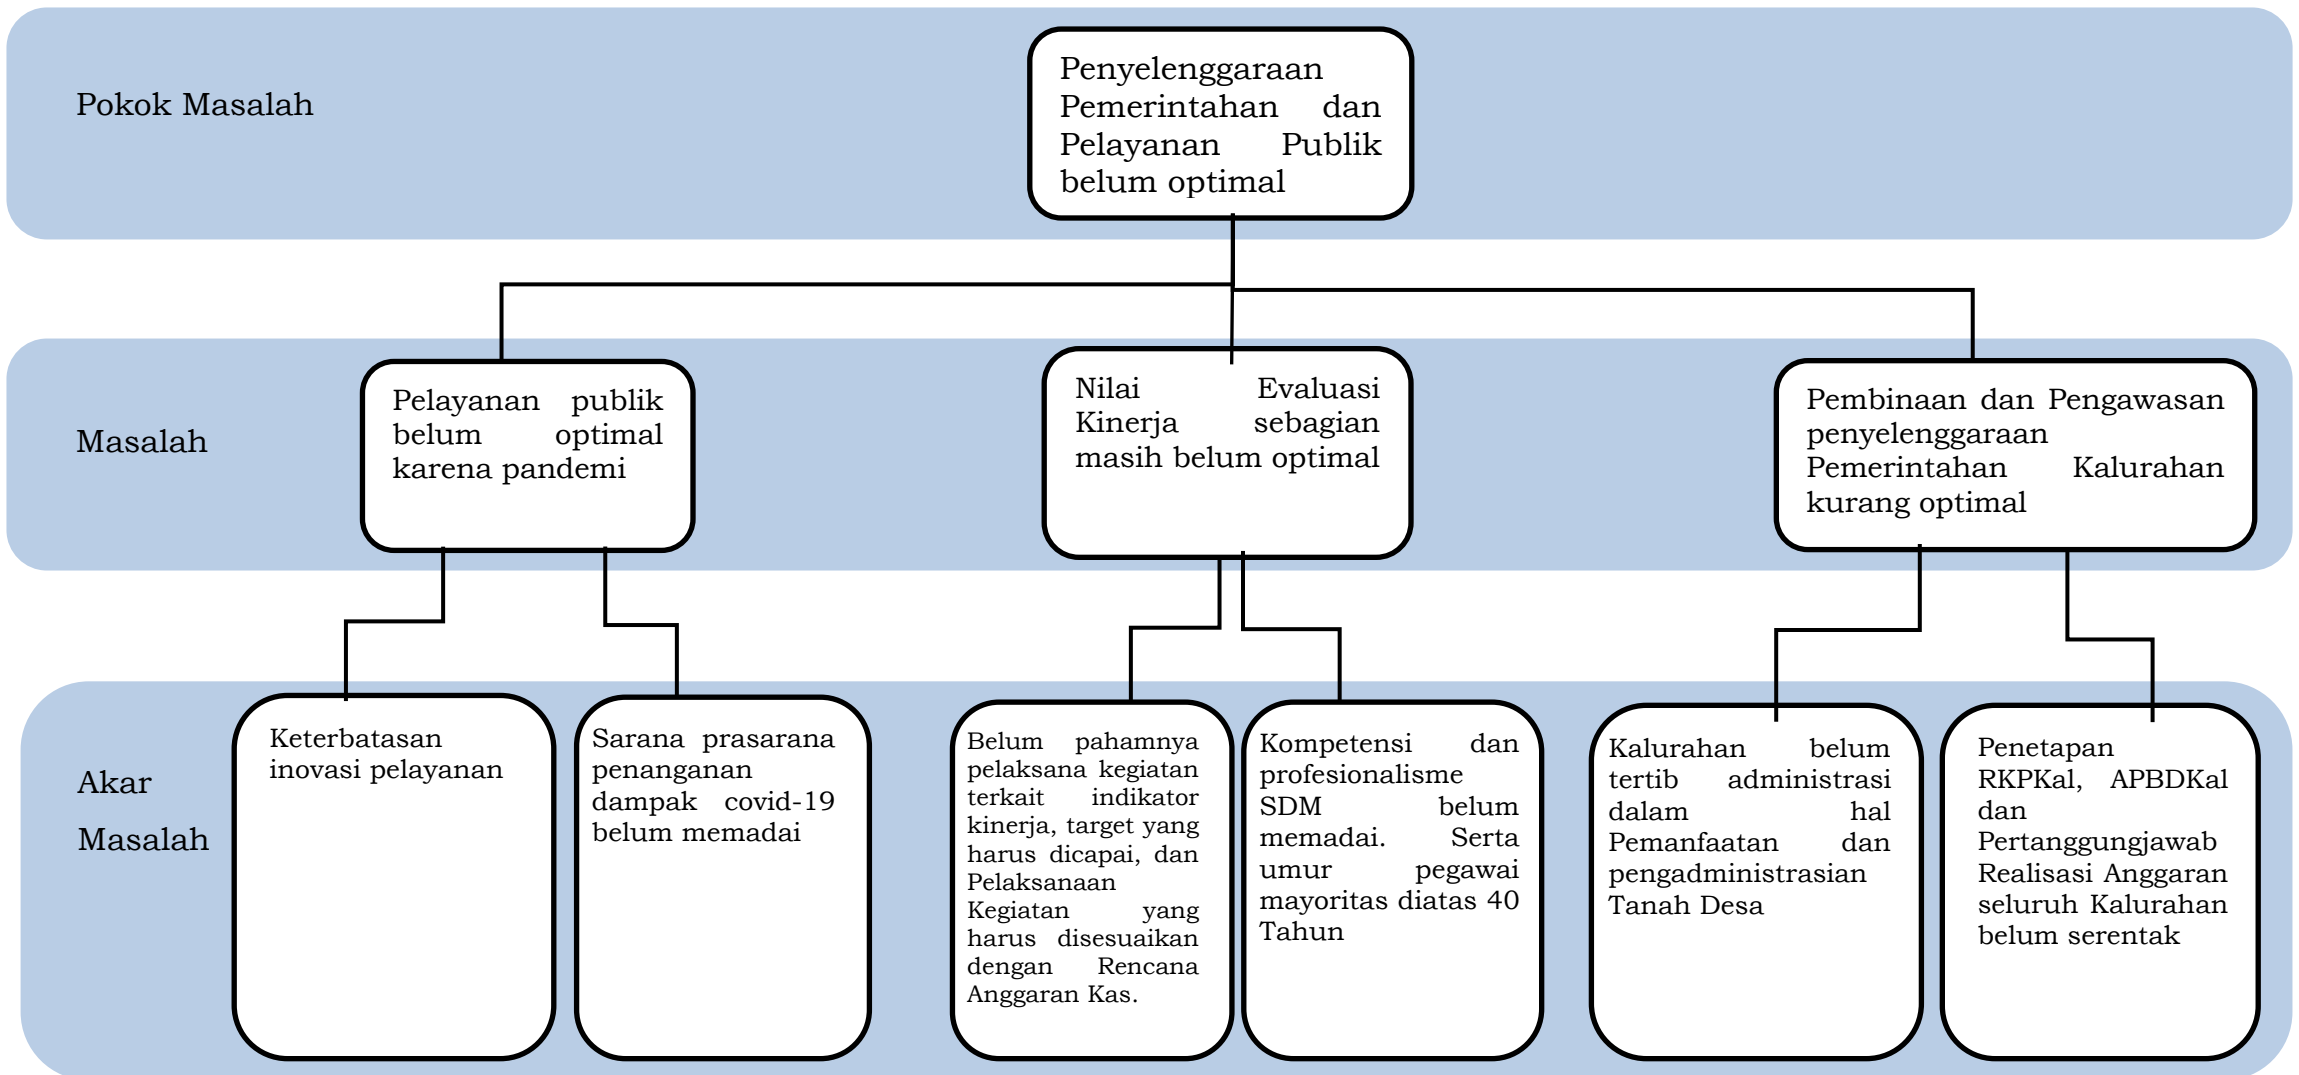 Pokok Masalah
Penyelenggaraan
Pemerintahan dan
Pelayanan Publik
belum optimal
Masalah
Pelayanan publik
belum optimal
karena pandemi
Nilai Evaluasi
Kinerja sebagian
masih belum optimal
Pembinaan dan Pengawasan
penyelenggaraan
Pemerintahan Kalurahan
kurang optimal
Akar
Masalah
Keterbatasan
inovasi pelayanan
Sarana prasarana
penanganan
dampak covid-19
belum memadai
Belum pahamnya
pelaksana kegiatan
terkait indikator
kinerja, target yang
harus dicapai, dan
Pelaksanaan
Kegiatan yang
harus disesuaikan
dengan Rencana
Anggaran Kas.
Kompetensi dan
profesionalisme
SDM belum
memadai. Serta
umur pegawai
mayoritas diatas 40
Tahun
Kalurahan belum
tertib administrasi
dalam hal
Pemanfaatan dan
pengadministrasian
Tanah Desa
Penetapan
RKPKal, APBDKal
dan
Pertanggungjawab
Realisasi Anggaran
seluruh Kalurahan
belum serentak